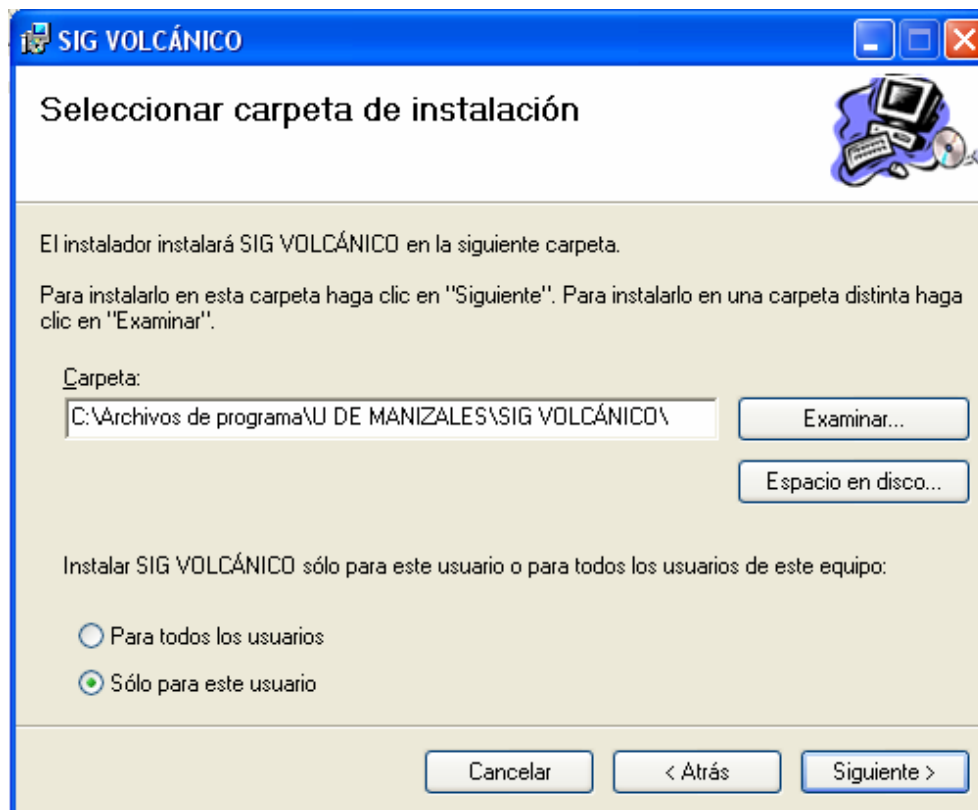 SIG VOLCÁNICO
Seleccionar carpeta de instalación
El instalador instalará SIG VOLCÁNICO en la siguiente carpeta.
Para instalarlo en esta carpeta haga clic en "Siguiente". Para instalarlo en una carpeta distinta haga
clic en "Examinar".
Carpeta:
C:\Archivos de programa\U DE MANIZALES\SIG VOLCÁNICO\
Examinar...
Espacio en disco...
Instalar SIG VOLCÁNICO sólo para este usuario o para todos los usuarios de este equipo:
Para todos los usuarios
Sólo para este usuario
Cancelar
< Atrás
Siguiente >